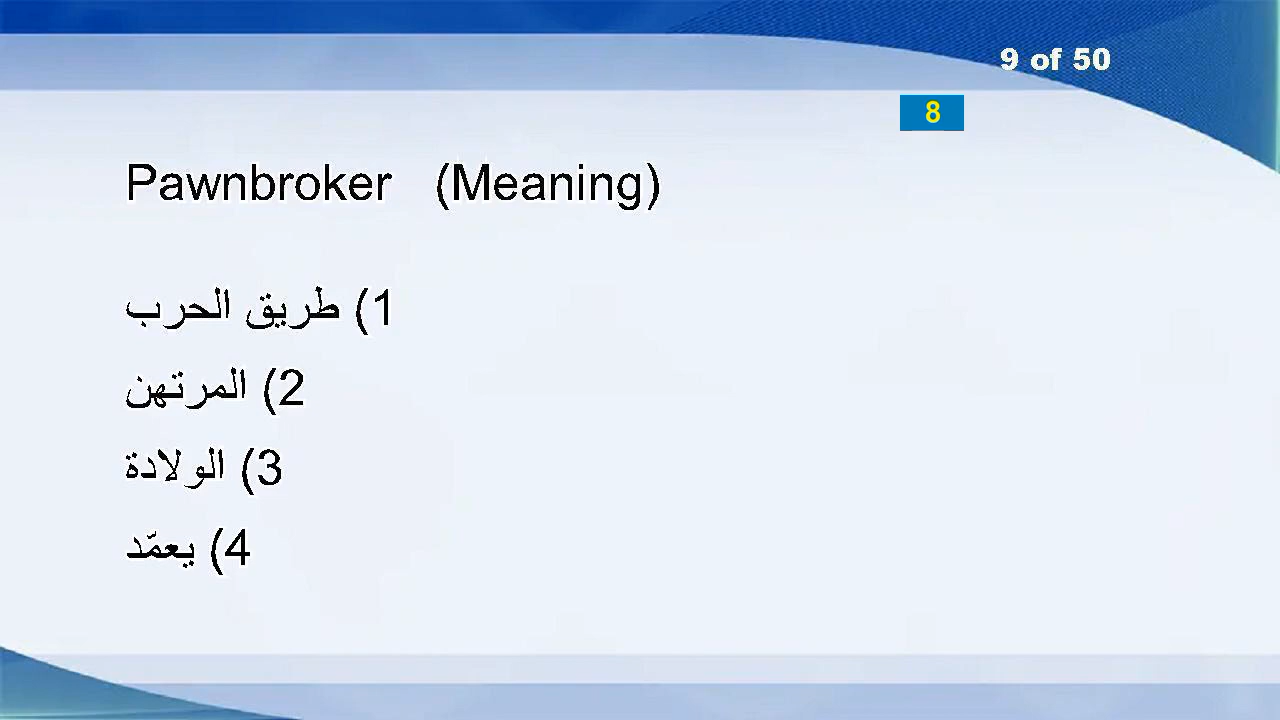 9 of 50
8
Pawnbroker (Meaning)
1) طريق الحرب
2) المرتهن
3) الولادة
4) يعمّد